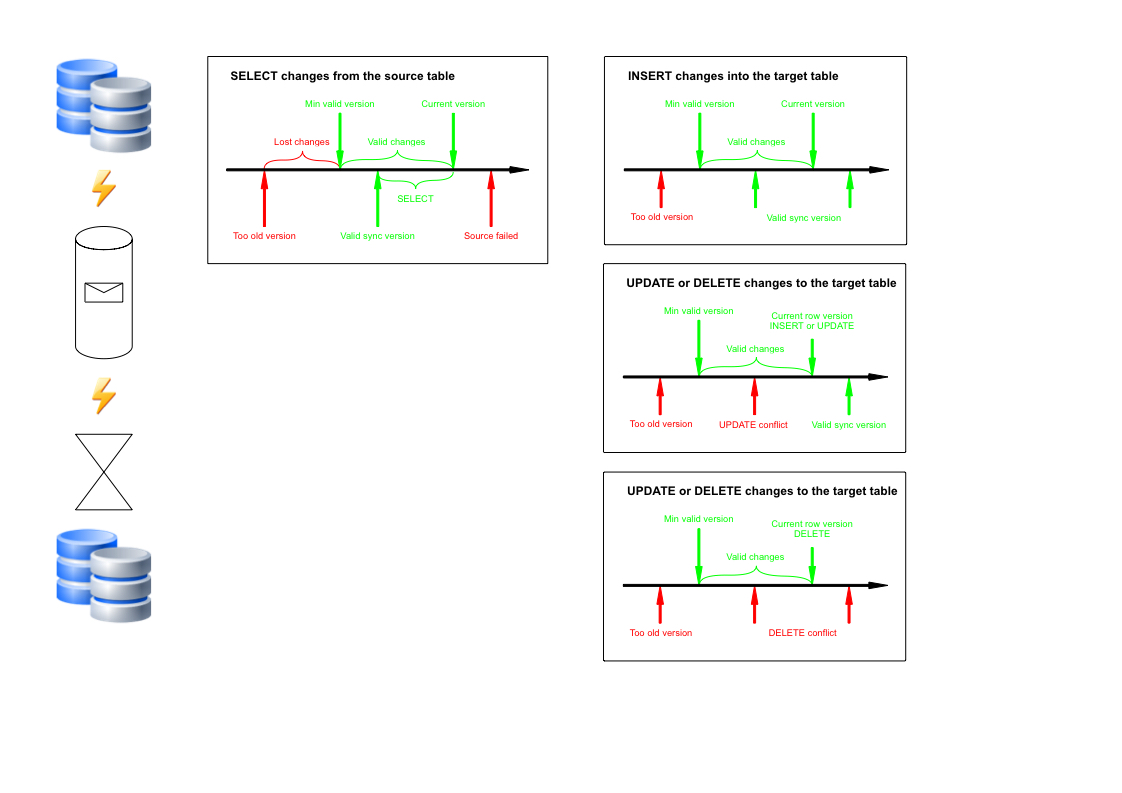 SELECT changes from the source table
Min valid version
Current version
Lost changes
Valid changes
SELECT
Too old version
Valid sync version
Source failed
INSERT changes into the target table
Min valid version
Current version
Valid changes
Too old version
Valid sync version
UPDATE or DELETE changes to the target table
Min valid version
Current row version
INSERT or UPDATE
Valid changes
Too old version
UPDATE conflict
Valid sync version
UPDATE or DELETE changes to the target table
Min valid version
Current row version
DELETE
Valid changes
Too old version
DELETE conflict